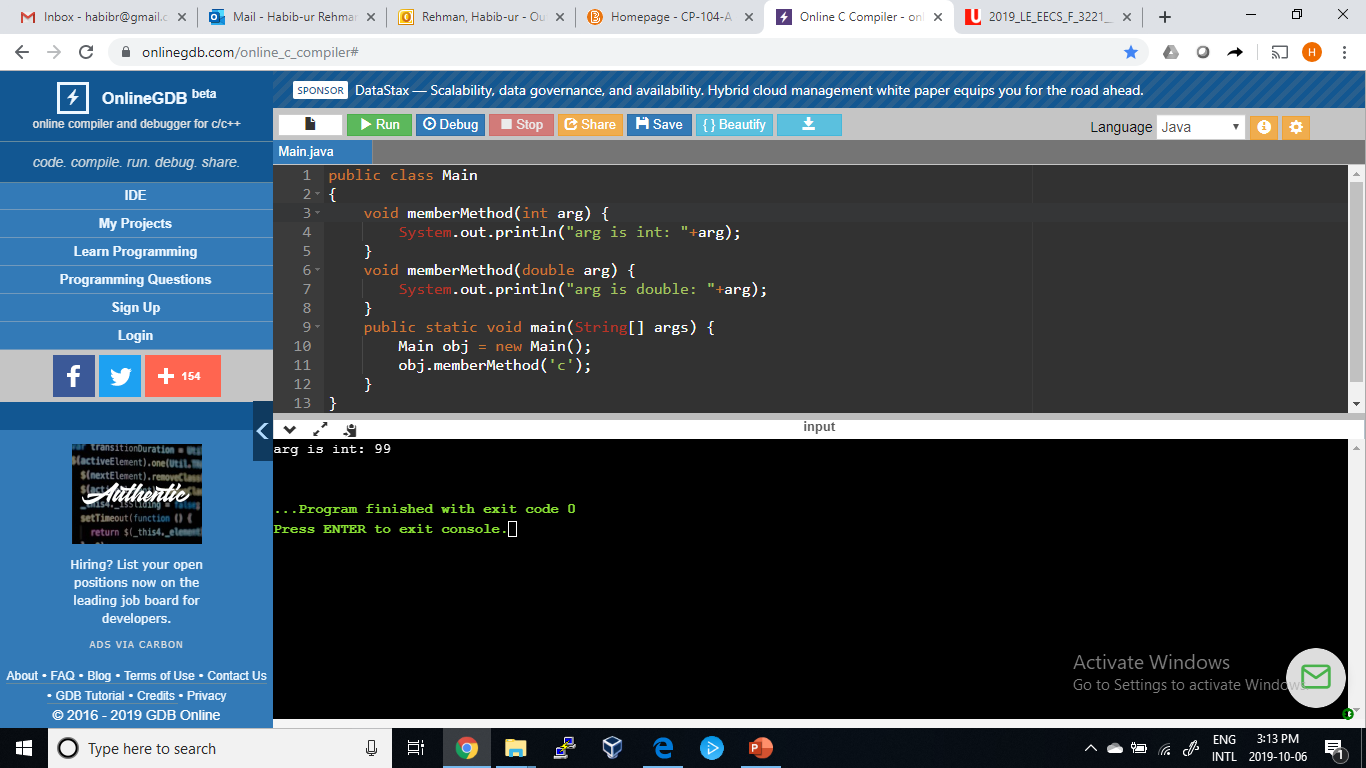 Inbox - habibr@gmail.c
Mail - Habib-ur Rehmar
Rehman, Habib-ur - Ou
Homepage - CP-104-A
Online C Compiler - onl
2019_LE_EECS_F_3221_
onlinegdb.com/online_c_compiler#
H
OnlineGDB beta
online compiler and debugger for c/c++
code. compile. run. debug. share.
IDE
My Projects
Learn Programming
Programming Questions
Sign Up
Login
154
Authentic
Hiring? List your open
positions now on the
leading job board for
developers.
ADS VIA CARBON
About • FAQ • Blog • Terms of Use • Contact Us
• GDB Tutorial • Credits • Privacy
© 2016 - 2019 GDB Online
SPONSOR DataStax — Scalability, data governance, and availability. Hybrid cloud management white paper equips you for the road ahead.
Run Debug Stop Share Save { } Beautify
Language Java
Main.java
1 public class Main
2 {
3 void memberMethod(int arg) {
4 System.out.println("arg is int: "+arg);
5 }
6 void memberMethod(double arg) {
7 System.out.println("arg is double: "+arg);
8 }
9 public static void main(String[] args) {
10 Main obj = new Main();
11 obj.memberMethod('c');
12 }
13 }
input
arg is int: 99
...Program finished with exit code 0
Press ENTER to exit console.
Activate Windows
Go to Settings to activate Windows.
Type here to search
ENG
INTL
3:13 PM
2019-10-06
1